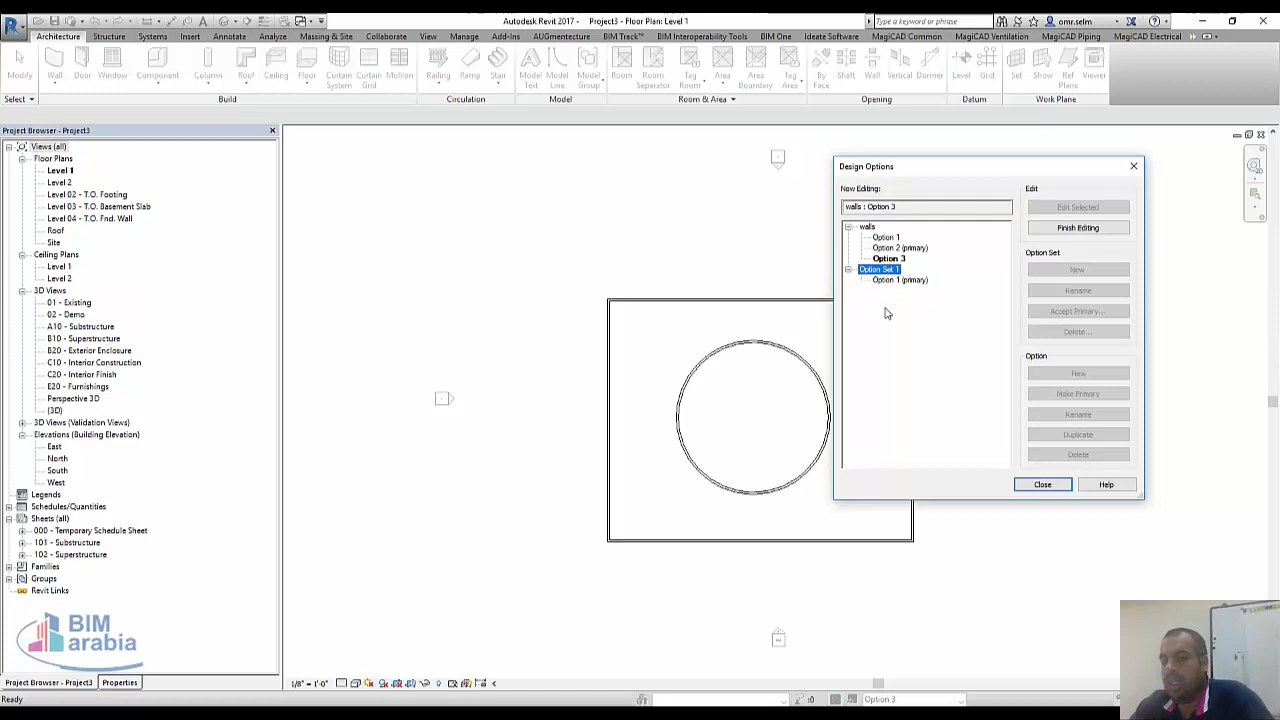 Autodesk Revit 2017 - Project3 - Floor Plan: Level 1
Type a keyword or phrase
omr.selm
Architecture Structure Systems Insert Annotate Analyze Massing & Site Collaborate View Manage Add-Ins AUGmentecture BIM Track™ BIM Interoperability Tools BIM One Ideate Software MagiCAD Common MagiCAD Ventilation MagiCAD Piping MagiCAD Electrical
Modify Wall Door Window Component Column Roof Ceiling Floor Curtain System Curtain Grid Mullion Railing Ramp Stair Model Text Model Line Model Group Room Room Separator Tag Room Area Area Boundary Tag Areas By Face Shaft Wall Vertical Dormer Level Grid Set Show Ref Plane Viewer
Select Build Circulation Model Room & Area Opening Datum Work Plane
Project Browser - Project3
Views (all)
Floor Plans
Level 1
Level 2
Level 02 - T.O. Footing
Level 03 - T.O. Basement Slab
Level 04 - T.O. Fnd. Wall
Roof
Site
Ceiling Plans
Level 1
Level 2
3D Views
01 - Existing
02 - Demo
A10 - Substructure
B10 - Superstructure
B20 - Exterior Enclosure
C10 - Interior Construction
C20 - Interior Finish
E20 - Furnishings
Perspective 3D
{3D}
3D Views (Validation Views)
Elevations (Building Elevation)
East
North
South
West
Legends
Schedules/Quantities
Sheets (all)
000 - Temporary Schedule Sheet
101 - Substructure
102 - Superstructure
Families
Groups
Revit Links
BIM
arabia
Project Browser - Project3 Properties
Ready
1/8" = 1'-0"
:0
Option 3
Design Options
Now Editing:
walls : Option 3
walls
Option 1
Option 2 (primary)
Option 3
Option Set 1
Option 1 (primary)
Edit
Edit Selected
Finish Editing
Option Set
New
Rename
Accept Primary...
Delete...
Option
New
Make Primary
Rename
Duplicate
Delete
Close
Help